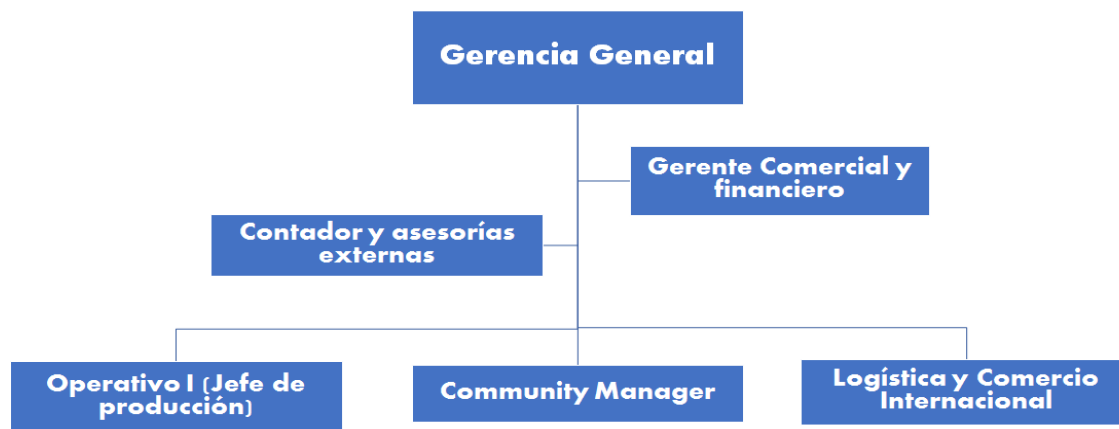 Gerencia General
Gerente Comercial y
financiero
Contador y asesorías
externas
Operativo I (Jefe de
producción)
Community Manager
Logística y Comercio
Internacional